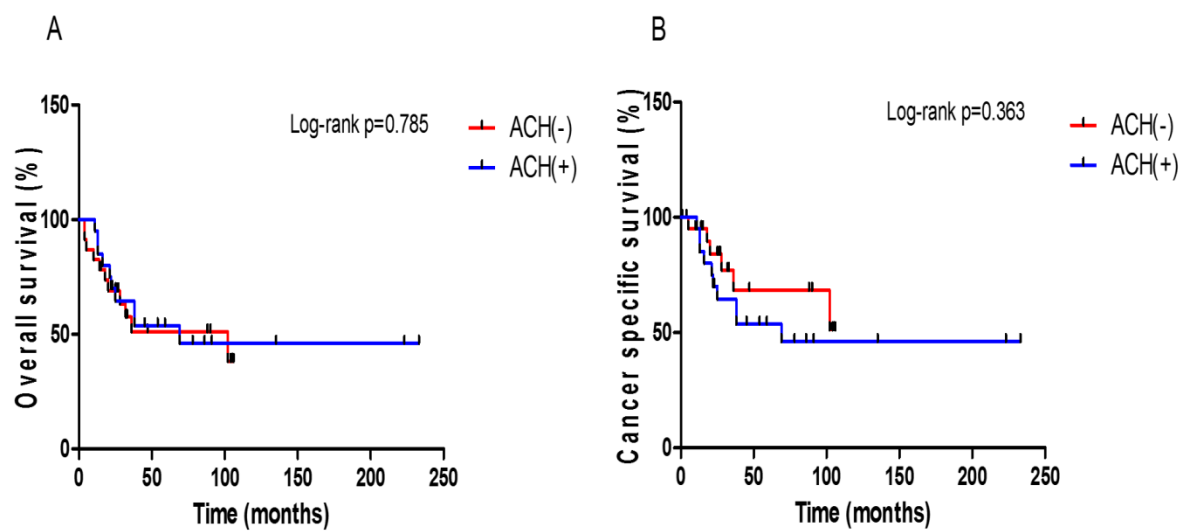 A
Overall survival (%)
150
100
50
0
0 50 100 150 200 250
Time (months)
Log-rank p=0.785
ACH(-)
ACH(+)
B
Cancer specific survival (%)
150
100
50
0
0 50 100 150 200 250
Time (months)
Log-rank p=0.363
ACH(-)
ACH(+)